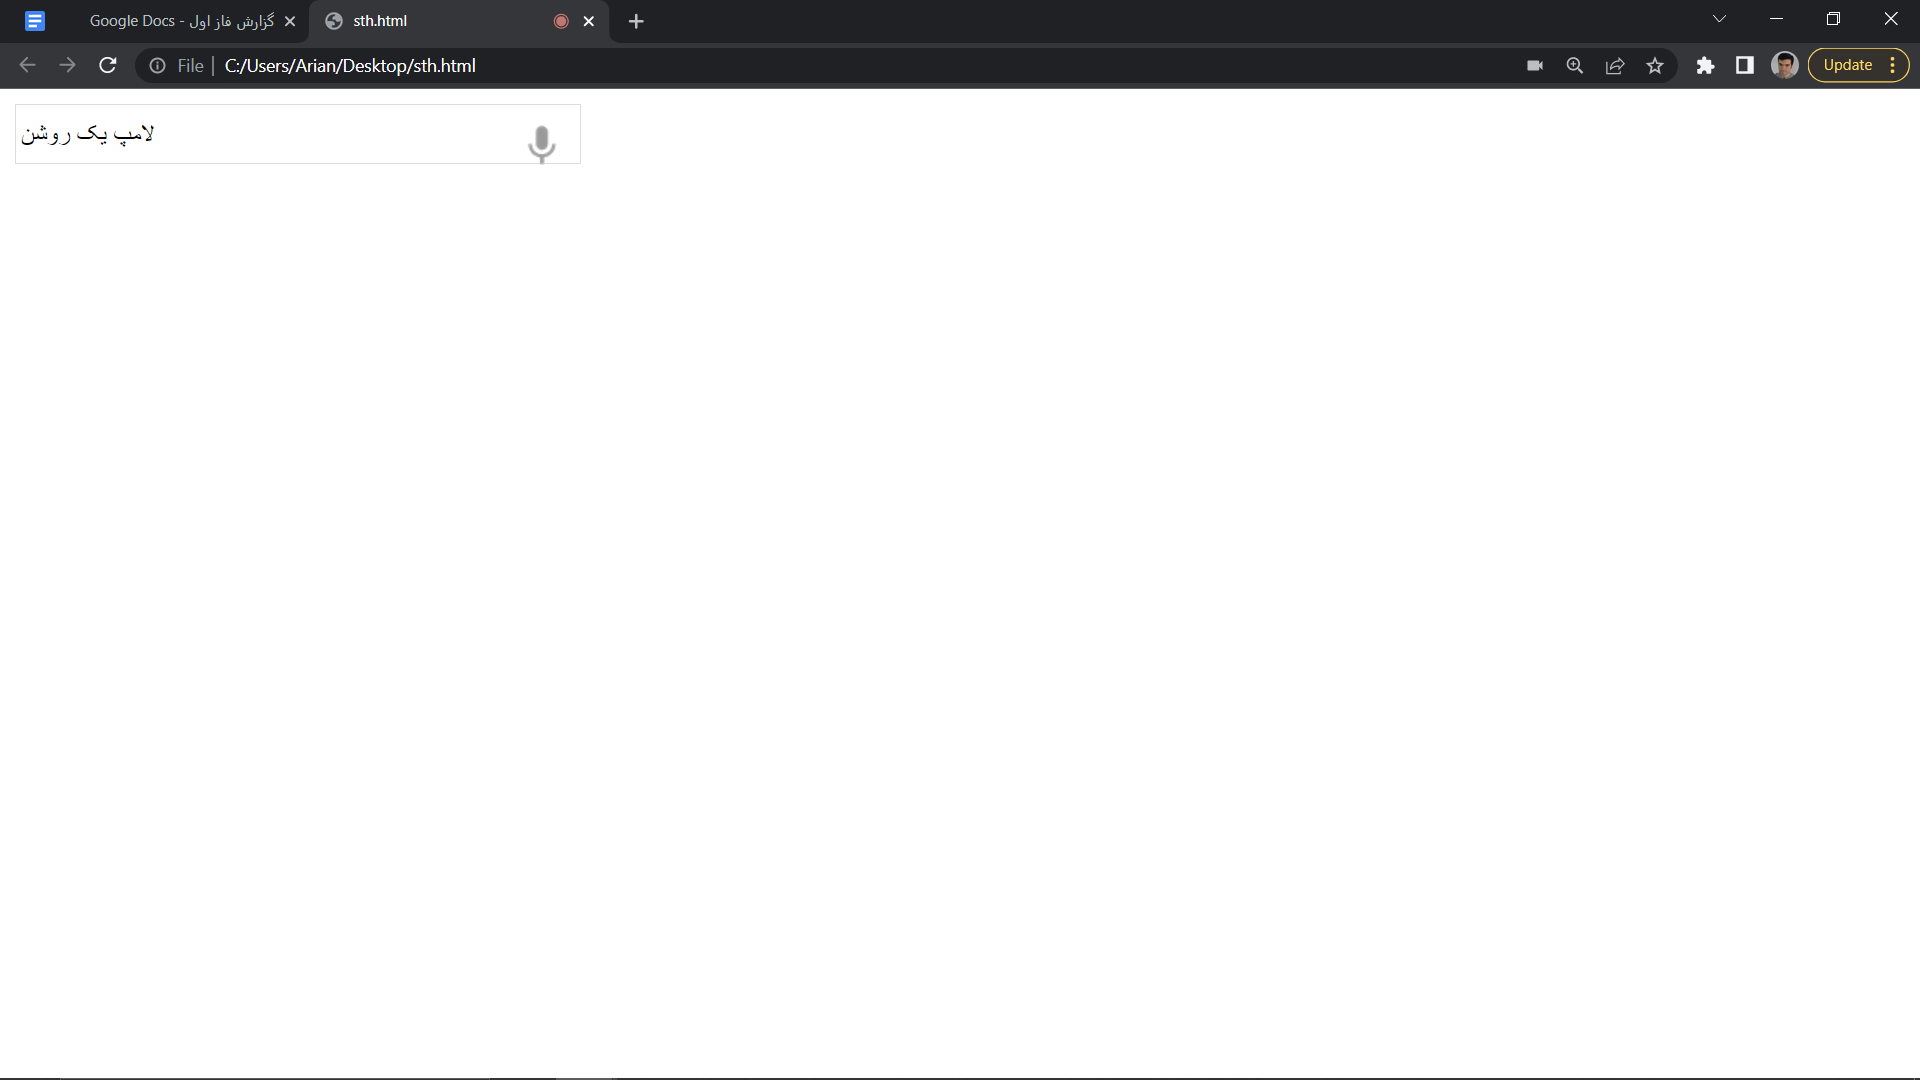 گزارش فاز اول - Google Docs
sth.html
File
C:/Users/Arian/Desktop/sth.html
Update
لامپ یک روشن